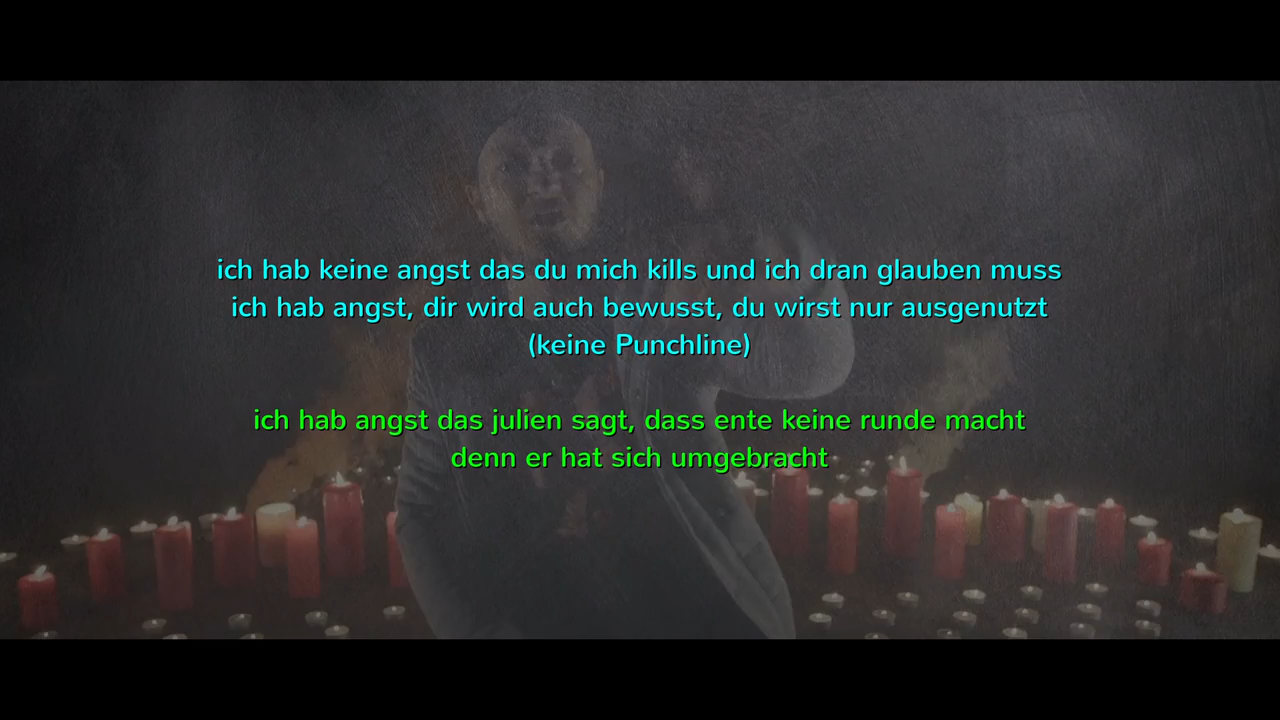 ich hab keine angst das du mich kills und ich dran glauben muss
ich hab angst, dir wird auch bewusst, du wirst nur ausgenutzt
(keine Punchline)
ich hab angst das julien sagt, dass ente keine runde macht
denn er hat sich umgebracht